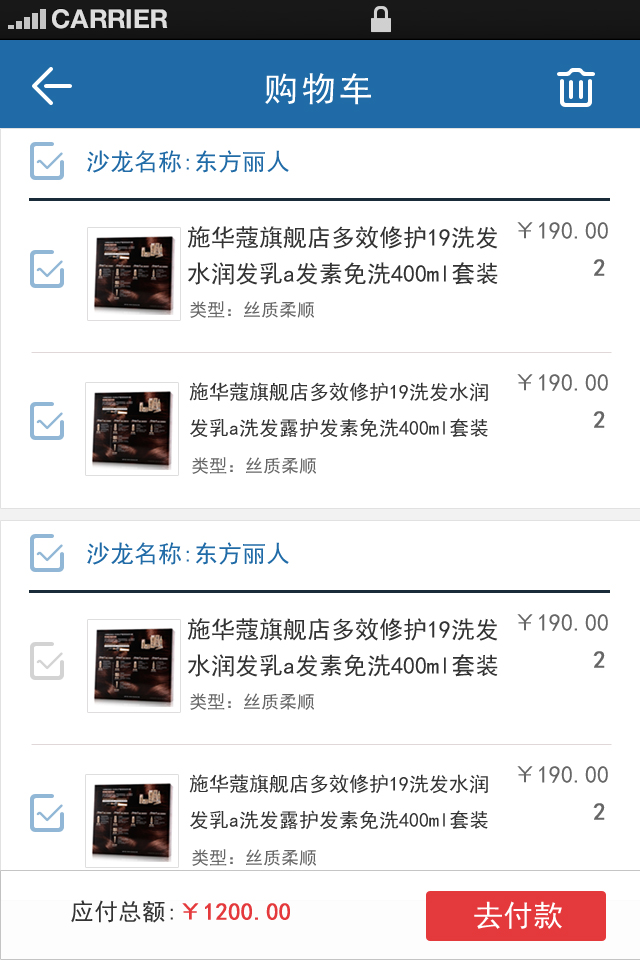 CARRIER
购物车
沙龙名称:东方丽人
施华蔻旗舰店多效修护19洗发
水润发乳a发素免洗400ml套装
类型：丝质柔顺
￥190.00
2
施华蔻旗舰店多效修护19洗发水润
发乳a洗发露护发素免洗400ml套装
类型：丝质柔顺
￥190.00
2
沙龙名称:东方丽人
施华蔻旗舰店多效修护19洗发
水润发乳a发素免洗400ml套装
类型：丝质柔顺
￥190.00
2
施华蔻旗舰店多效修护19洗发水润
发乳a洗发露护发素免洗400ml套装
类型：丝质柔顺
￥190.00
2
应付总额:￥1200.00
去付款